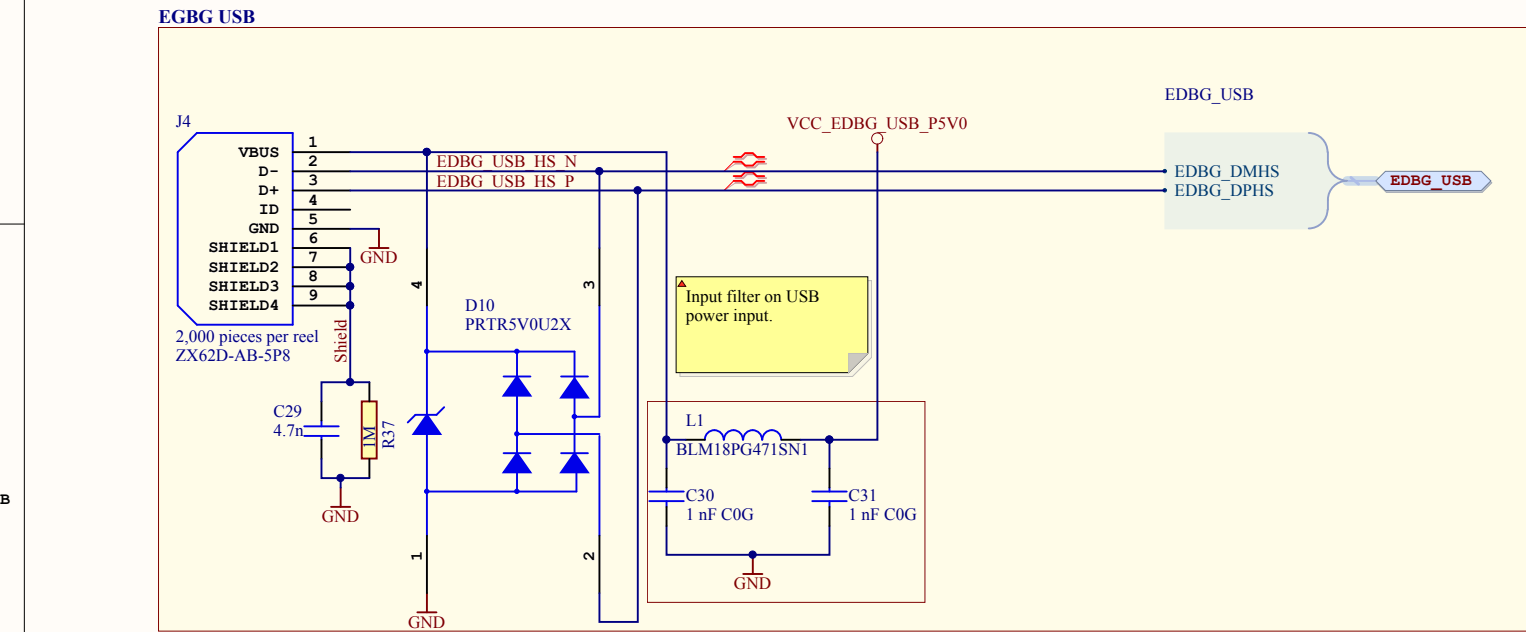 EGBG USB
EDBG_USB
J4
VCC_EDBG_USB_P5V0
1
VBUS
2
EDBG_USB_HS_N
D-
EDBG_DMHS
3
EDBG_USB_HS_P
D+
EDBG_DPHS
EDBG_USB
4
ID
5
GND
6
SHIELD1
GND
7
SHIELD2
8
SHIELD3
9
SHIELD4
4
3
Input filter on USB
power input.
D10
PRTR5V0U2X
2,000 pieces per reel
ZX62D-AB-5P8
Shield
C29
4.7n
1M
R37
L1
BLM18PG471SN1
B
C30
1 nF C0G
C31
1 nF C0G
GND
1
2
GND
GND